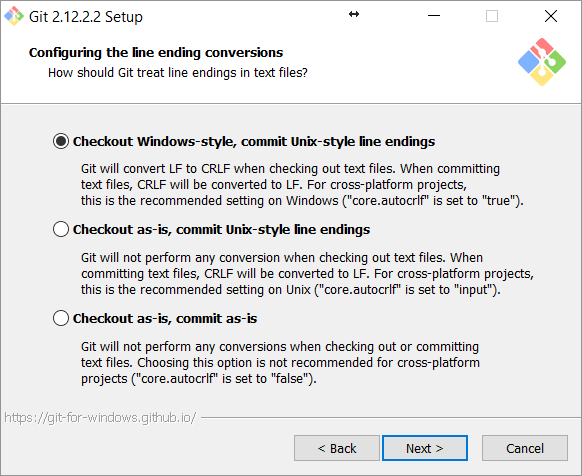 Git 2.12.2.2 Setup
Configuring the line ending conversions
How should Git treat line endings in text files?
Checkout Windows-style, commit Unix-style line endings
Git will convert LF to CRLF when checking out text files. When committing
text files, CRLF will be converted to LF. For cross-platform projects,
this is the recommended setting on Windows ("core.autocrlf" is set to "true").
Checkout as-is, commit Unix-style line endings
Git will not perform any conversion when checking out text files. When
committing text files, CRLF will be converted to LF. For cross-platform projects,
this is the recommended setting on Unix ("core.autocrlf" is set to "input").
Checkout as-is, commit as-is
Git will not perform any conversions when checking out or committing
text files. Choosing this option is not recommended for cross-platform
projects ("core.autocrlf" is set to "false").
https://git-for-windows.github.io/
< Back
Next >
Cancel